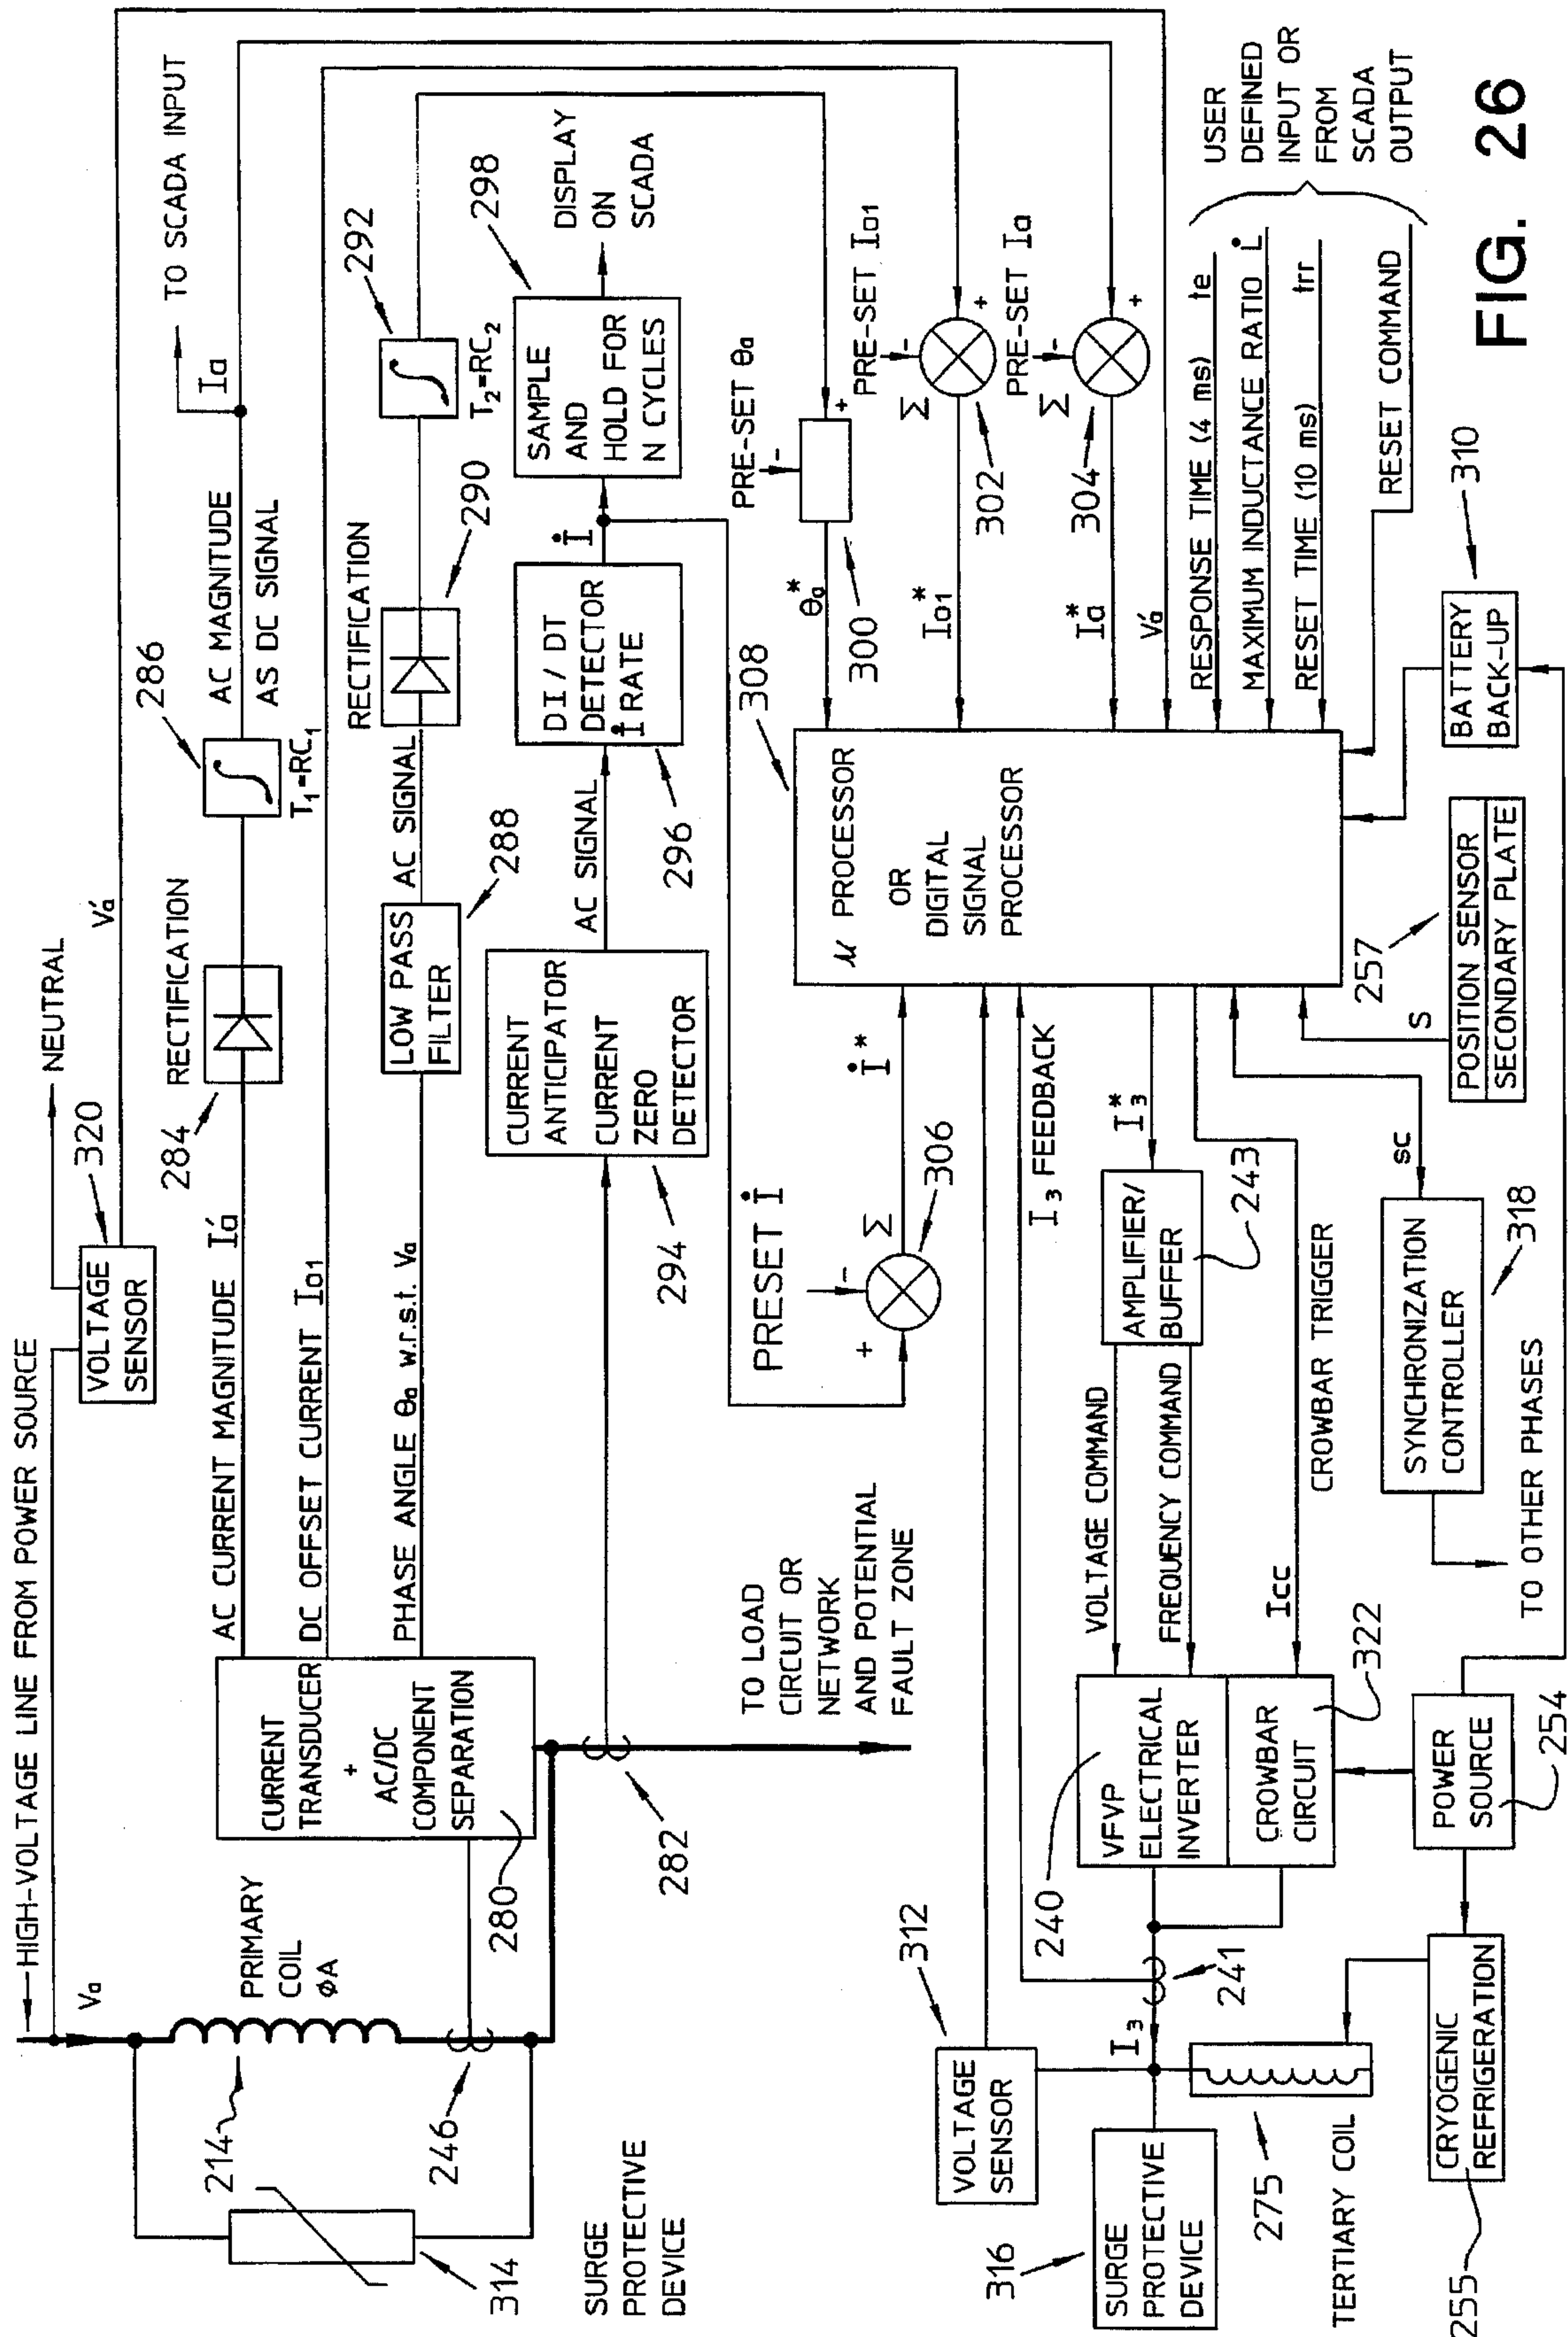 HIGH-VOLTAGE LINE FROM POWER SOURCE
Va
NEUTRAL
VOLTAGE
SENSOR
320
V'a
TO SCADA INPUT
Ia
PRIMARY
COIL
ØA
214
246
314
SURGE
PROTECTIVE
DEVICE
CURRENT
TRANSDUCER
+
AC/DC
COMPONENT
SEPARATION
280
AC CURRENT MAGNITUDE I'a
DC OFFSET CURRENT Io1
PHASE ANGLE θa w.r.s.t. Va
284
RECTIFICATION
286
T1=RC1
AC MAGNITUDE
AS DC SIGNAL
LOW PASS
FILTER
288
AC SIGNAL
RECTIFICATION
290
292
T2=RC2
282
TO LOAD
CIRCUIT OR
NETWORK
AND POTENTIAL
FAULT ZONE
CURRENT
ANTICIPATOR
CURRENT
ZERO
DETECTOR
294
AC SIGNAL
DI / DT
DETECTOR
İ RATE
296
İ
SAMPLE
AND
HOLD FOR
N CYCLES
298
DISPLAY
ON
SCADA
PRESET İ
-
+
Σ
306
İ*
PRE-SET θa
-
+
300
θa*
PRE-SET Io1
-
+
Σ
302
Io1*
PRE-SET Ia
-
+
Σ
304
Ia*
V'a
308
µ PROCESSOR
OR
DIGITAL
SIGNAL
PROCESSOR
RESPONSE TIME (4 ms) te
MAXIMUM INDUCTANCE RATIO L̇
RESET TIME (10 ms) trr
RESET COMMAND
USER
DEFINED
INPUT OR
FROM
SCADA
OUTPUT
312
VOLTAGE
SENSOR
316
SURGE
PROTECTIVE
DEVICE
I3
241
275
TERTIARY COIL
I3 FEEDBACK
240
VFVP
ELECTRICAL
INVERTER
CROWBAR
CIRCUIT
322
VOLTAGE COMMAND
FREQUENCY COMMAND
AMPLIFIER/
BUFFER
243
I3*
Icc
CROWBAR TRIGGER
CRYOGENIC
REFRIGERATION
255
POWER
SOURCE
254
SYNCHRONIZATION
CONTROLLER
318
sc
TO OTHER PHASES
S
257
POSITION SENSOR
SECONDARY PLATE
BATTERY
BACK-UP
310
FIG. 26